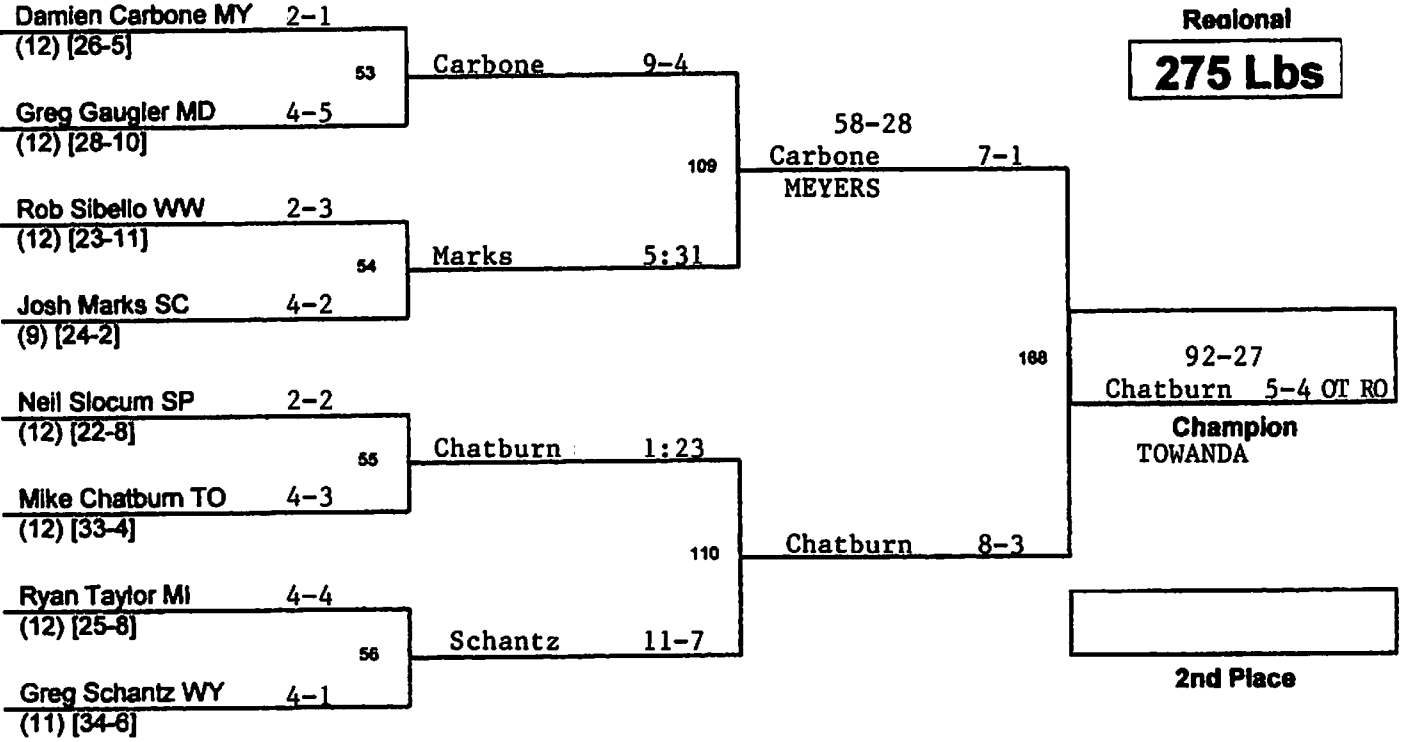 Damien Carbone MY 2-1
(12) [26-5]
53
Greg Gaugler MD 4-5
(12) [28-10]
Rob Sibello WW 2-3
(12) [23-11]
54
Josh Marks SC 4-2
(9) [24-2]
Neil Slocum SP 2-2
(12) [22-8]
55
Mike Chatburn TO 4-3
(12) [33-4]
Ryan Taylor MI 4-4
(12) [25-8]
56
Greg Schantz WY 4-1
(11) [34-6]
Carbone 9-4
109
Marks 5:31
Chatburn 1:23
110
Schantz 11-7
58-28
Carbone 7-1
MEYERS
168
Chatburn 8-3
Regional
275 Lbs
92-27
Chatburn 5-4 OT RO
Champion
TOWANDA
2nd Place